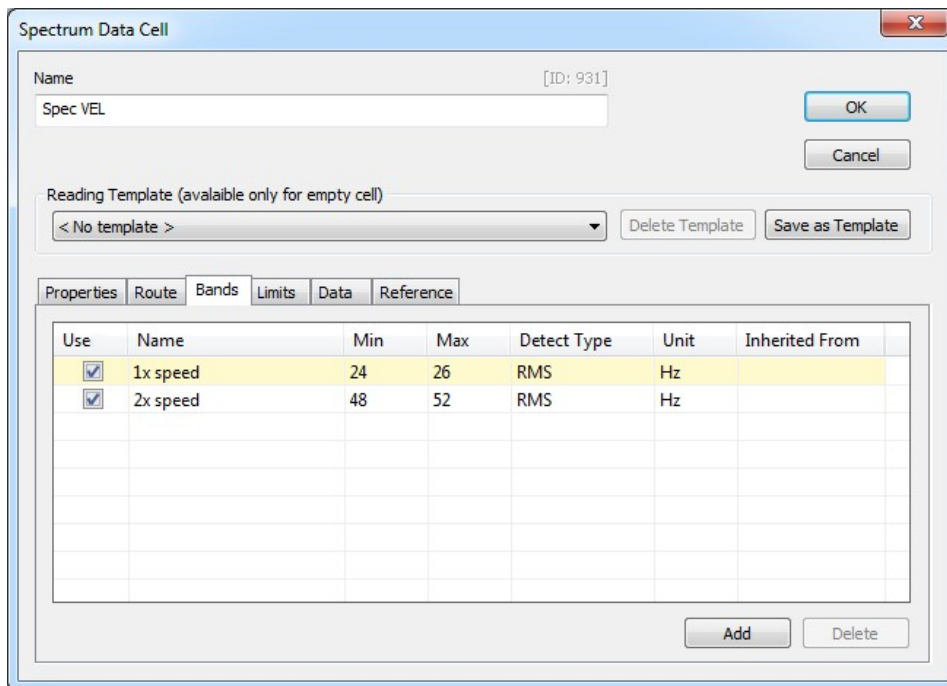 Spectrum Data Cell
Name [ID: 931]
Spec VEL
OK
Cancel
Reading Template (avalaible only for empty cell)
< No template > Delete Template Save as Template
Properties Route Bands Limits Data Reference
Use Name Min Max Detect Type Unit Inherited From
1x speed 24 26 RMS Hz
2x speed 48 52 RMS Hz
Add Delete